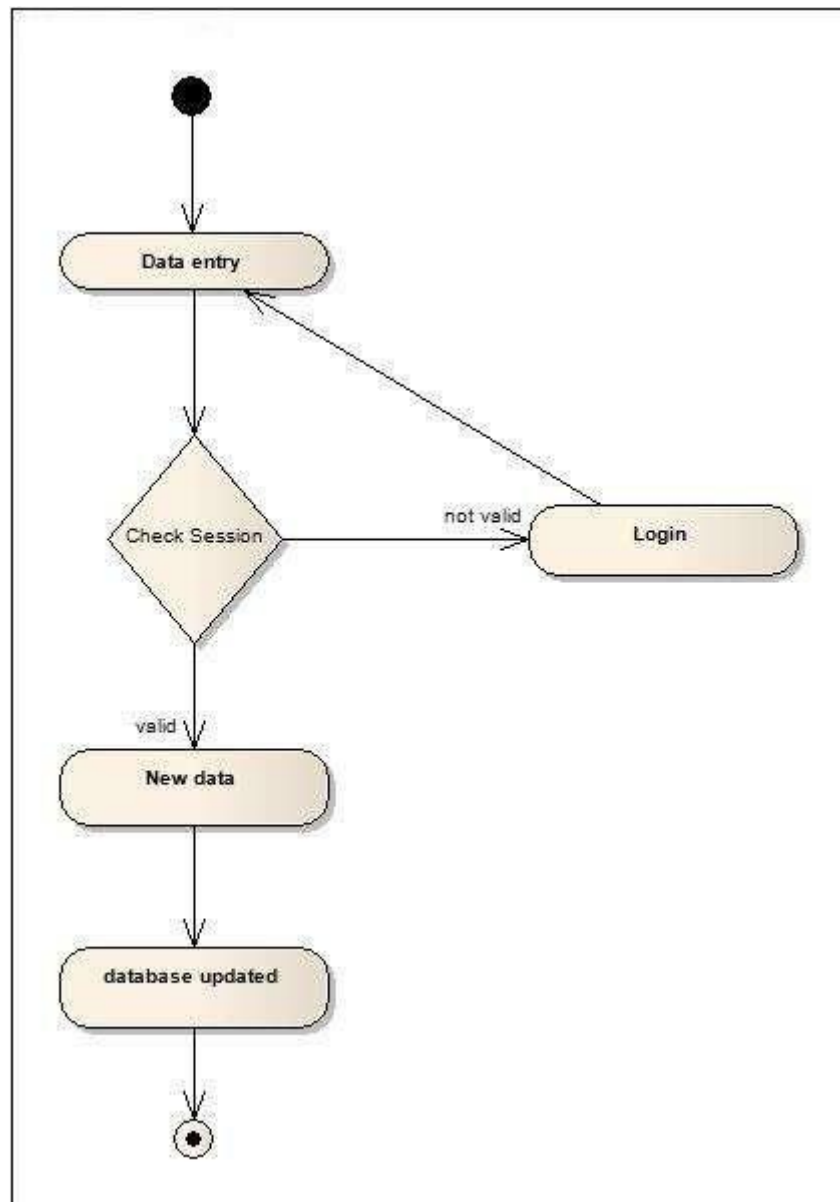 Data entry
Check Session
not valid
Login
valid
New data
database updated